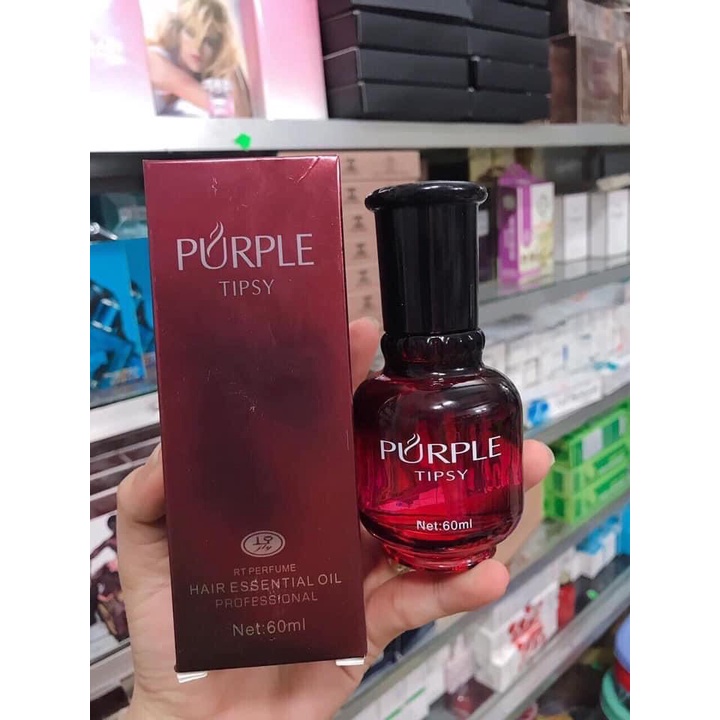 PURPLE
TIPSY
RT PERFUME
HAIR ESSENTIAL OIL
PROFESSIONAL
Net:60ml
PURPLE
TIPSY
Net:60ml